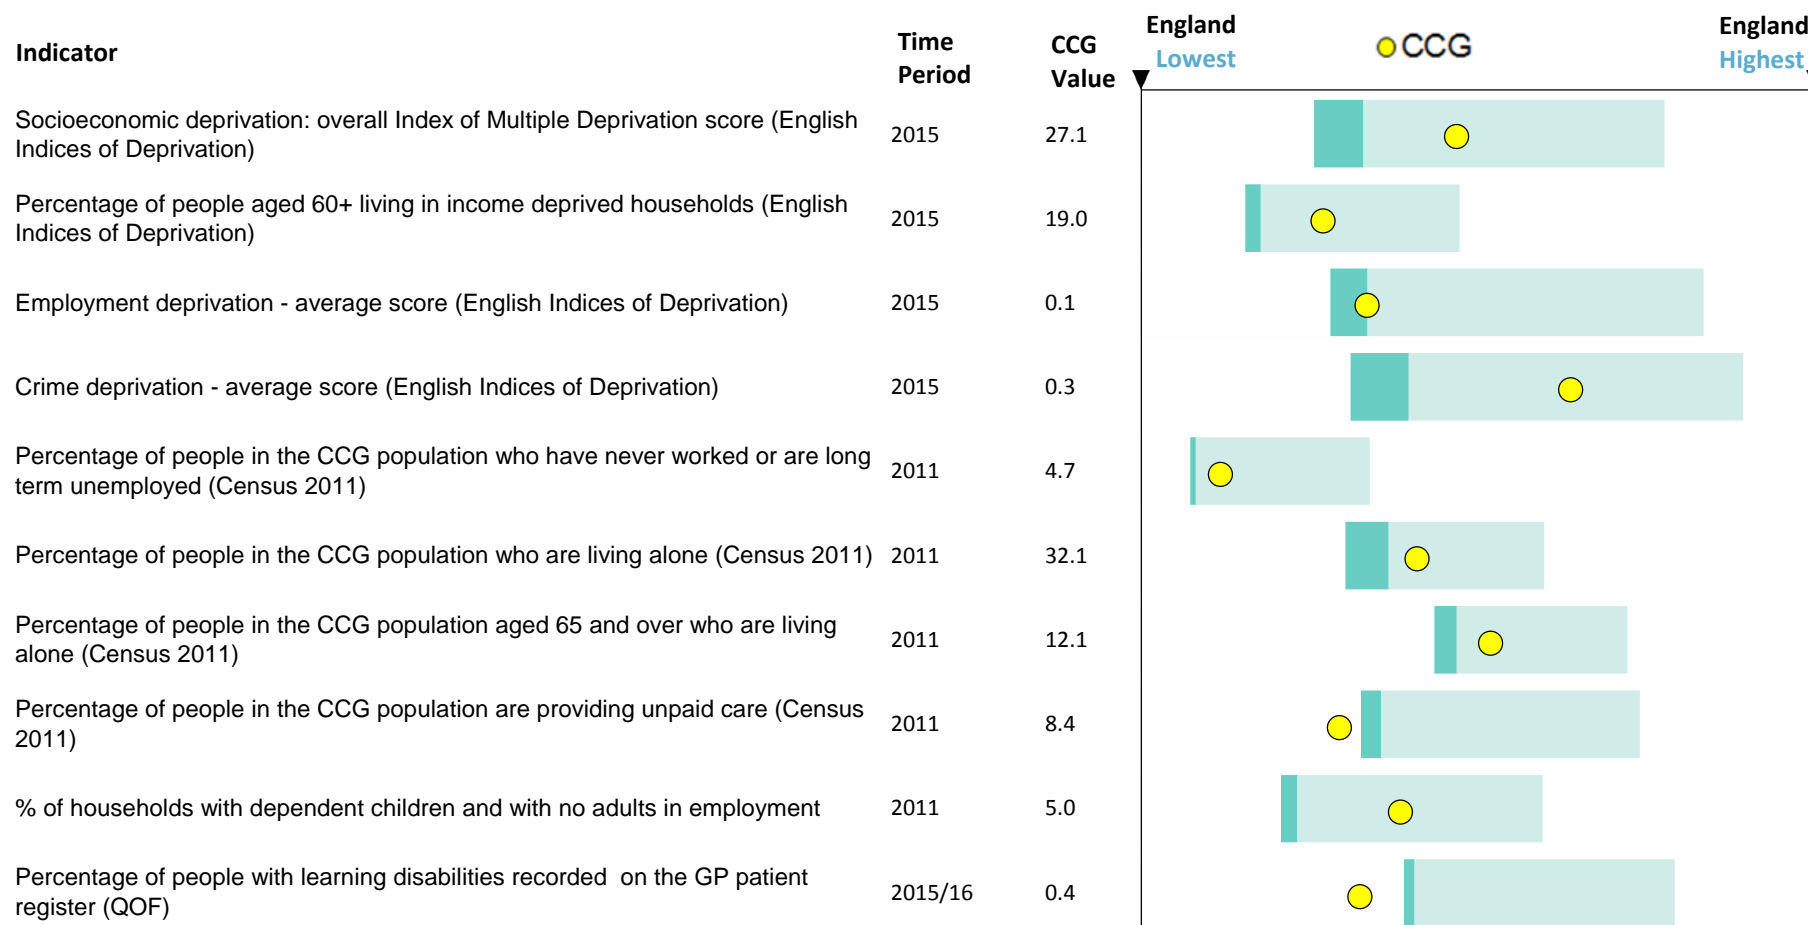 Indicator
Time
Period
CCG
Value
England
Lowest
CCG
England
Highest
Socioeconomic deprivation: overall Index of Multiple Deprivation score (English
Indices of Deprivation)
2015
27.1
Percentage of people aged 60+ living in income deprived households (English
Indices of Deprivation)
2015
19.0
Employment deprivation - average score (English Indices of Deprivation)
2015
0.1
Crime deprivation - average score (English Indices of Deprivation)
2015
0.3
Percentage of people in the CCG population who have never worked or are long
term unemployed (Census 2011)
2011
4.7
Percentage of people in the CCG population who are living alone (Census 2011)
2011
32.1
Percentage of people in the CCG population aged 65 and over who are living
alone (Census 2011)
2011
12.1
Percentage of people in the CCG population are providing unpaid care (Census
2011)
2011
8.4
% of households with dependent children and with no adults in employment
2011
5.0
Percentage of people with learning disabilities recorded  on the GP patient
register (QOF)
2015/16
0.4